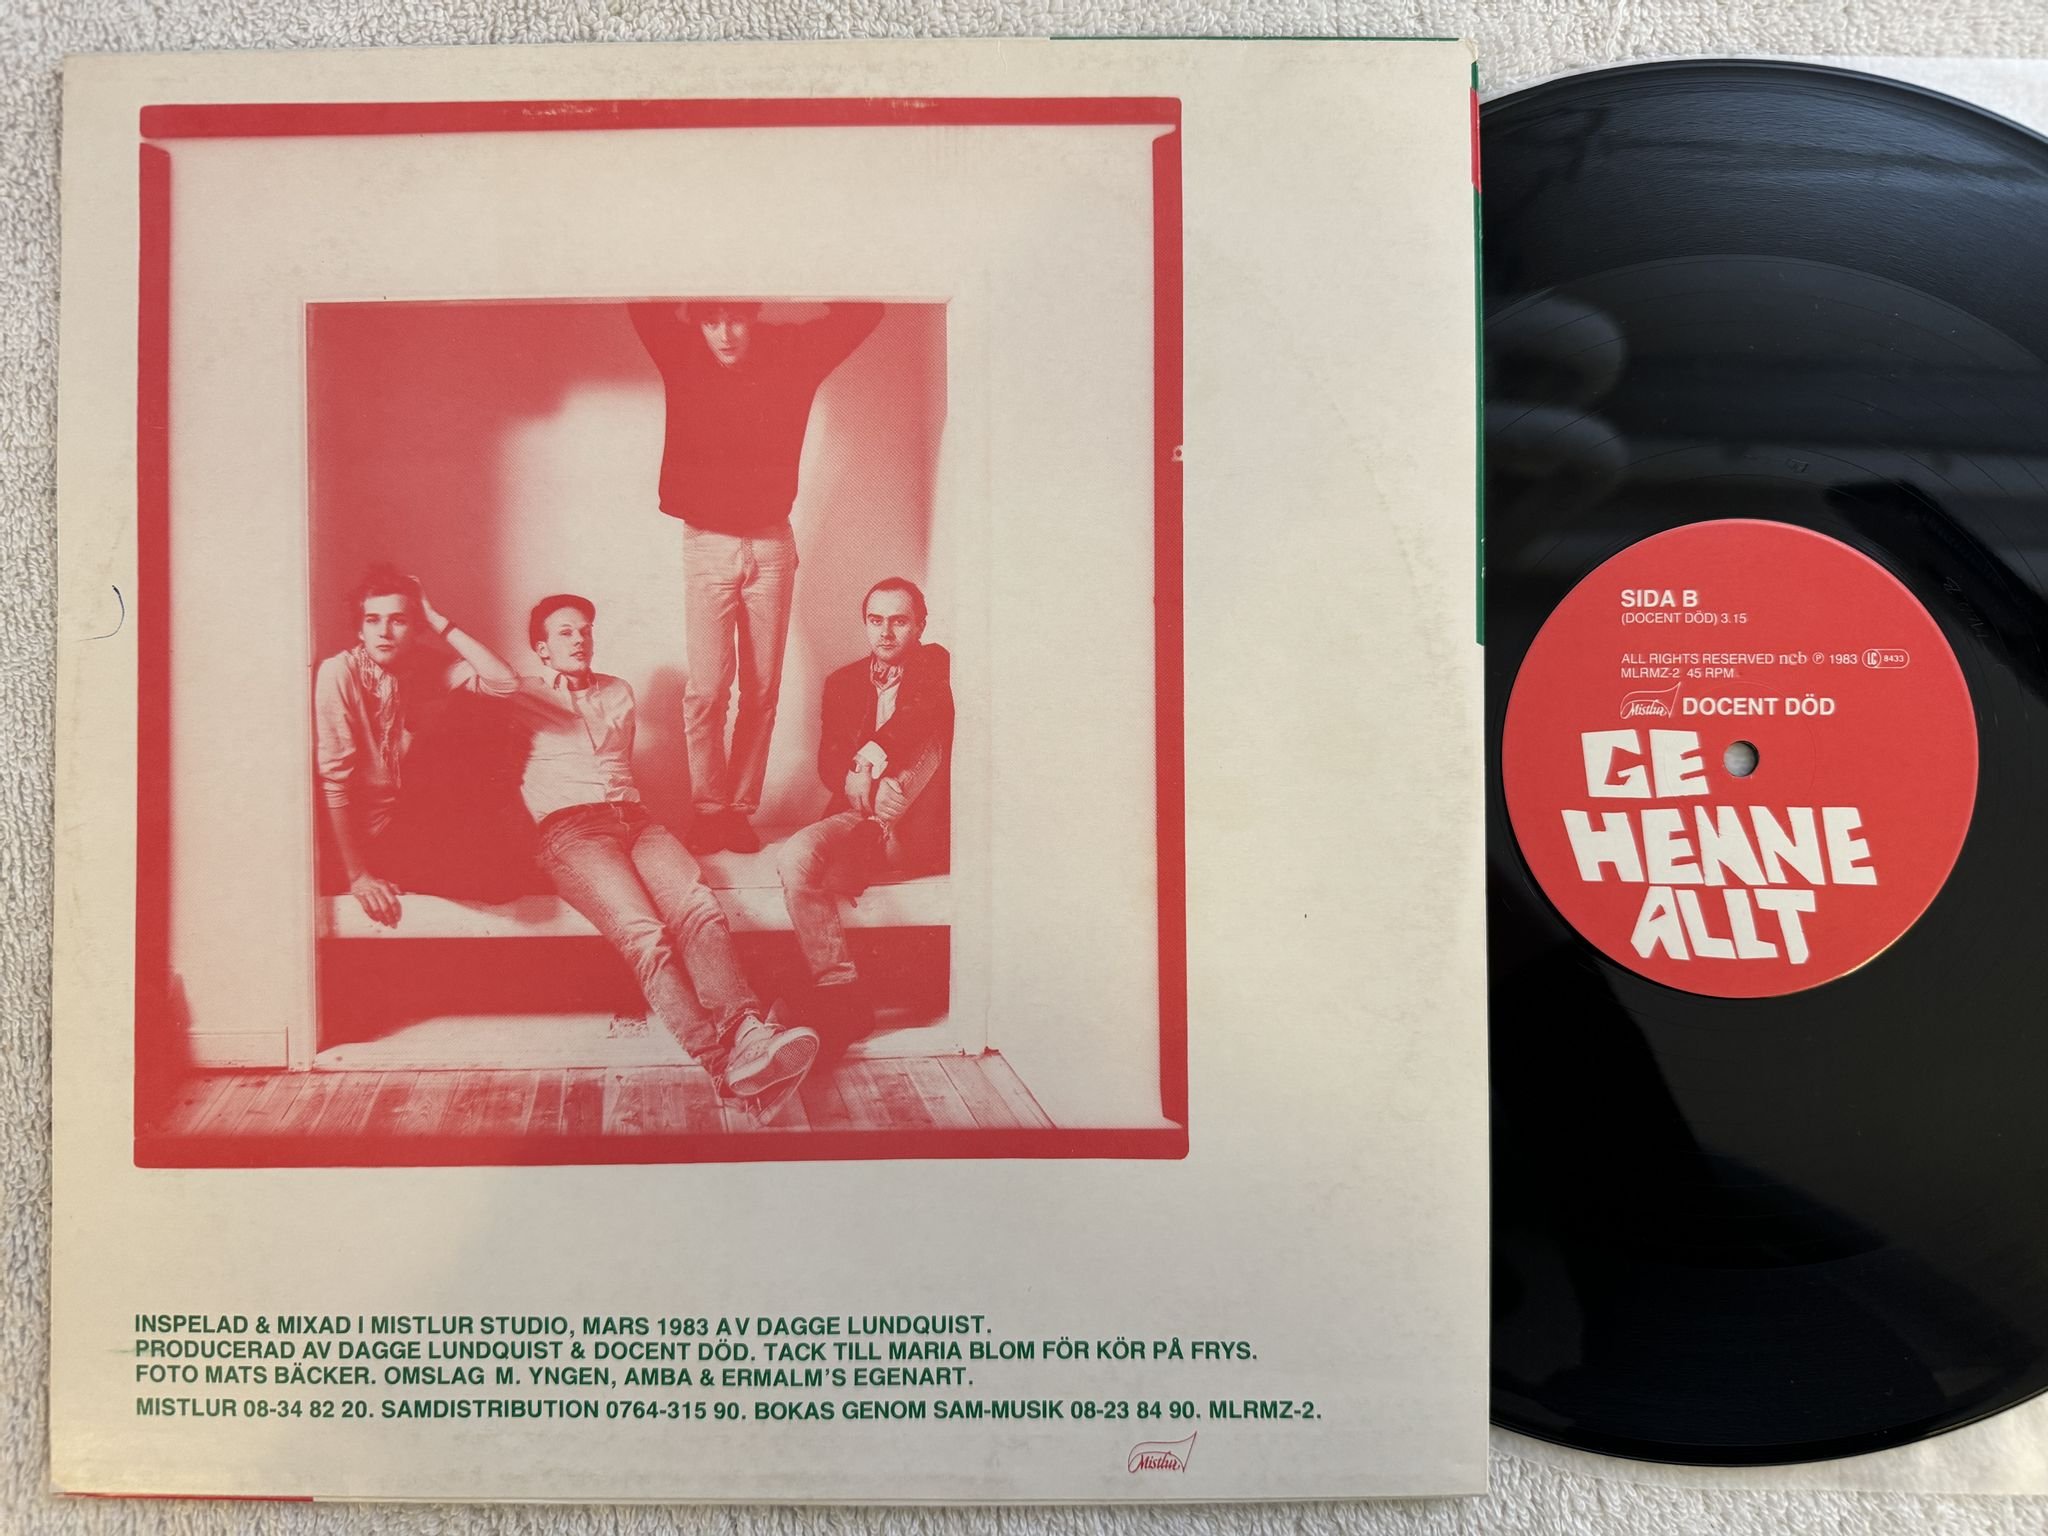 INSPELAD & MIXAD I MISTLUR STUDIO, MARS 1983 AV DAGGE LUNDQUIST.
PRODUCERAD AV DAGGE LUNDQUIST & DOCENT DÖD. TACK TILL MARIA BLOM FÖR KÖR PÅ FRYS.
FOTO MATS BÄCKER. OMSLAG M. YNGEN, AMBA & ERMALM'S EGENART.
MISTLUR 08-34 82 20. SAMDISTRIBUTION 0764-315 90. BOKAS GENOM SAM-MUSIK 08-23 84 90. MLRMZ-2.
Mistlur
SIDA B
(DOCENT DÖD) 3.15
ALL RIGHTS RESERVED ncb ℗ 1983 LC 8433
MLRMZ-2 45 RPM
Mistlur DOCENT DÖD
GE
HENNE
ALLT